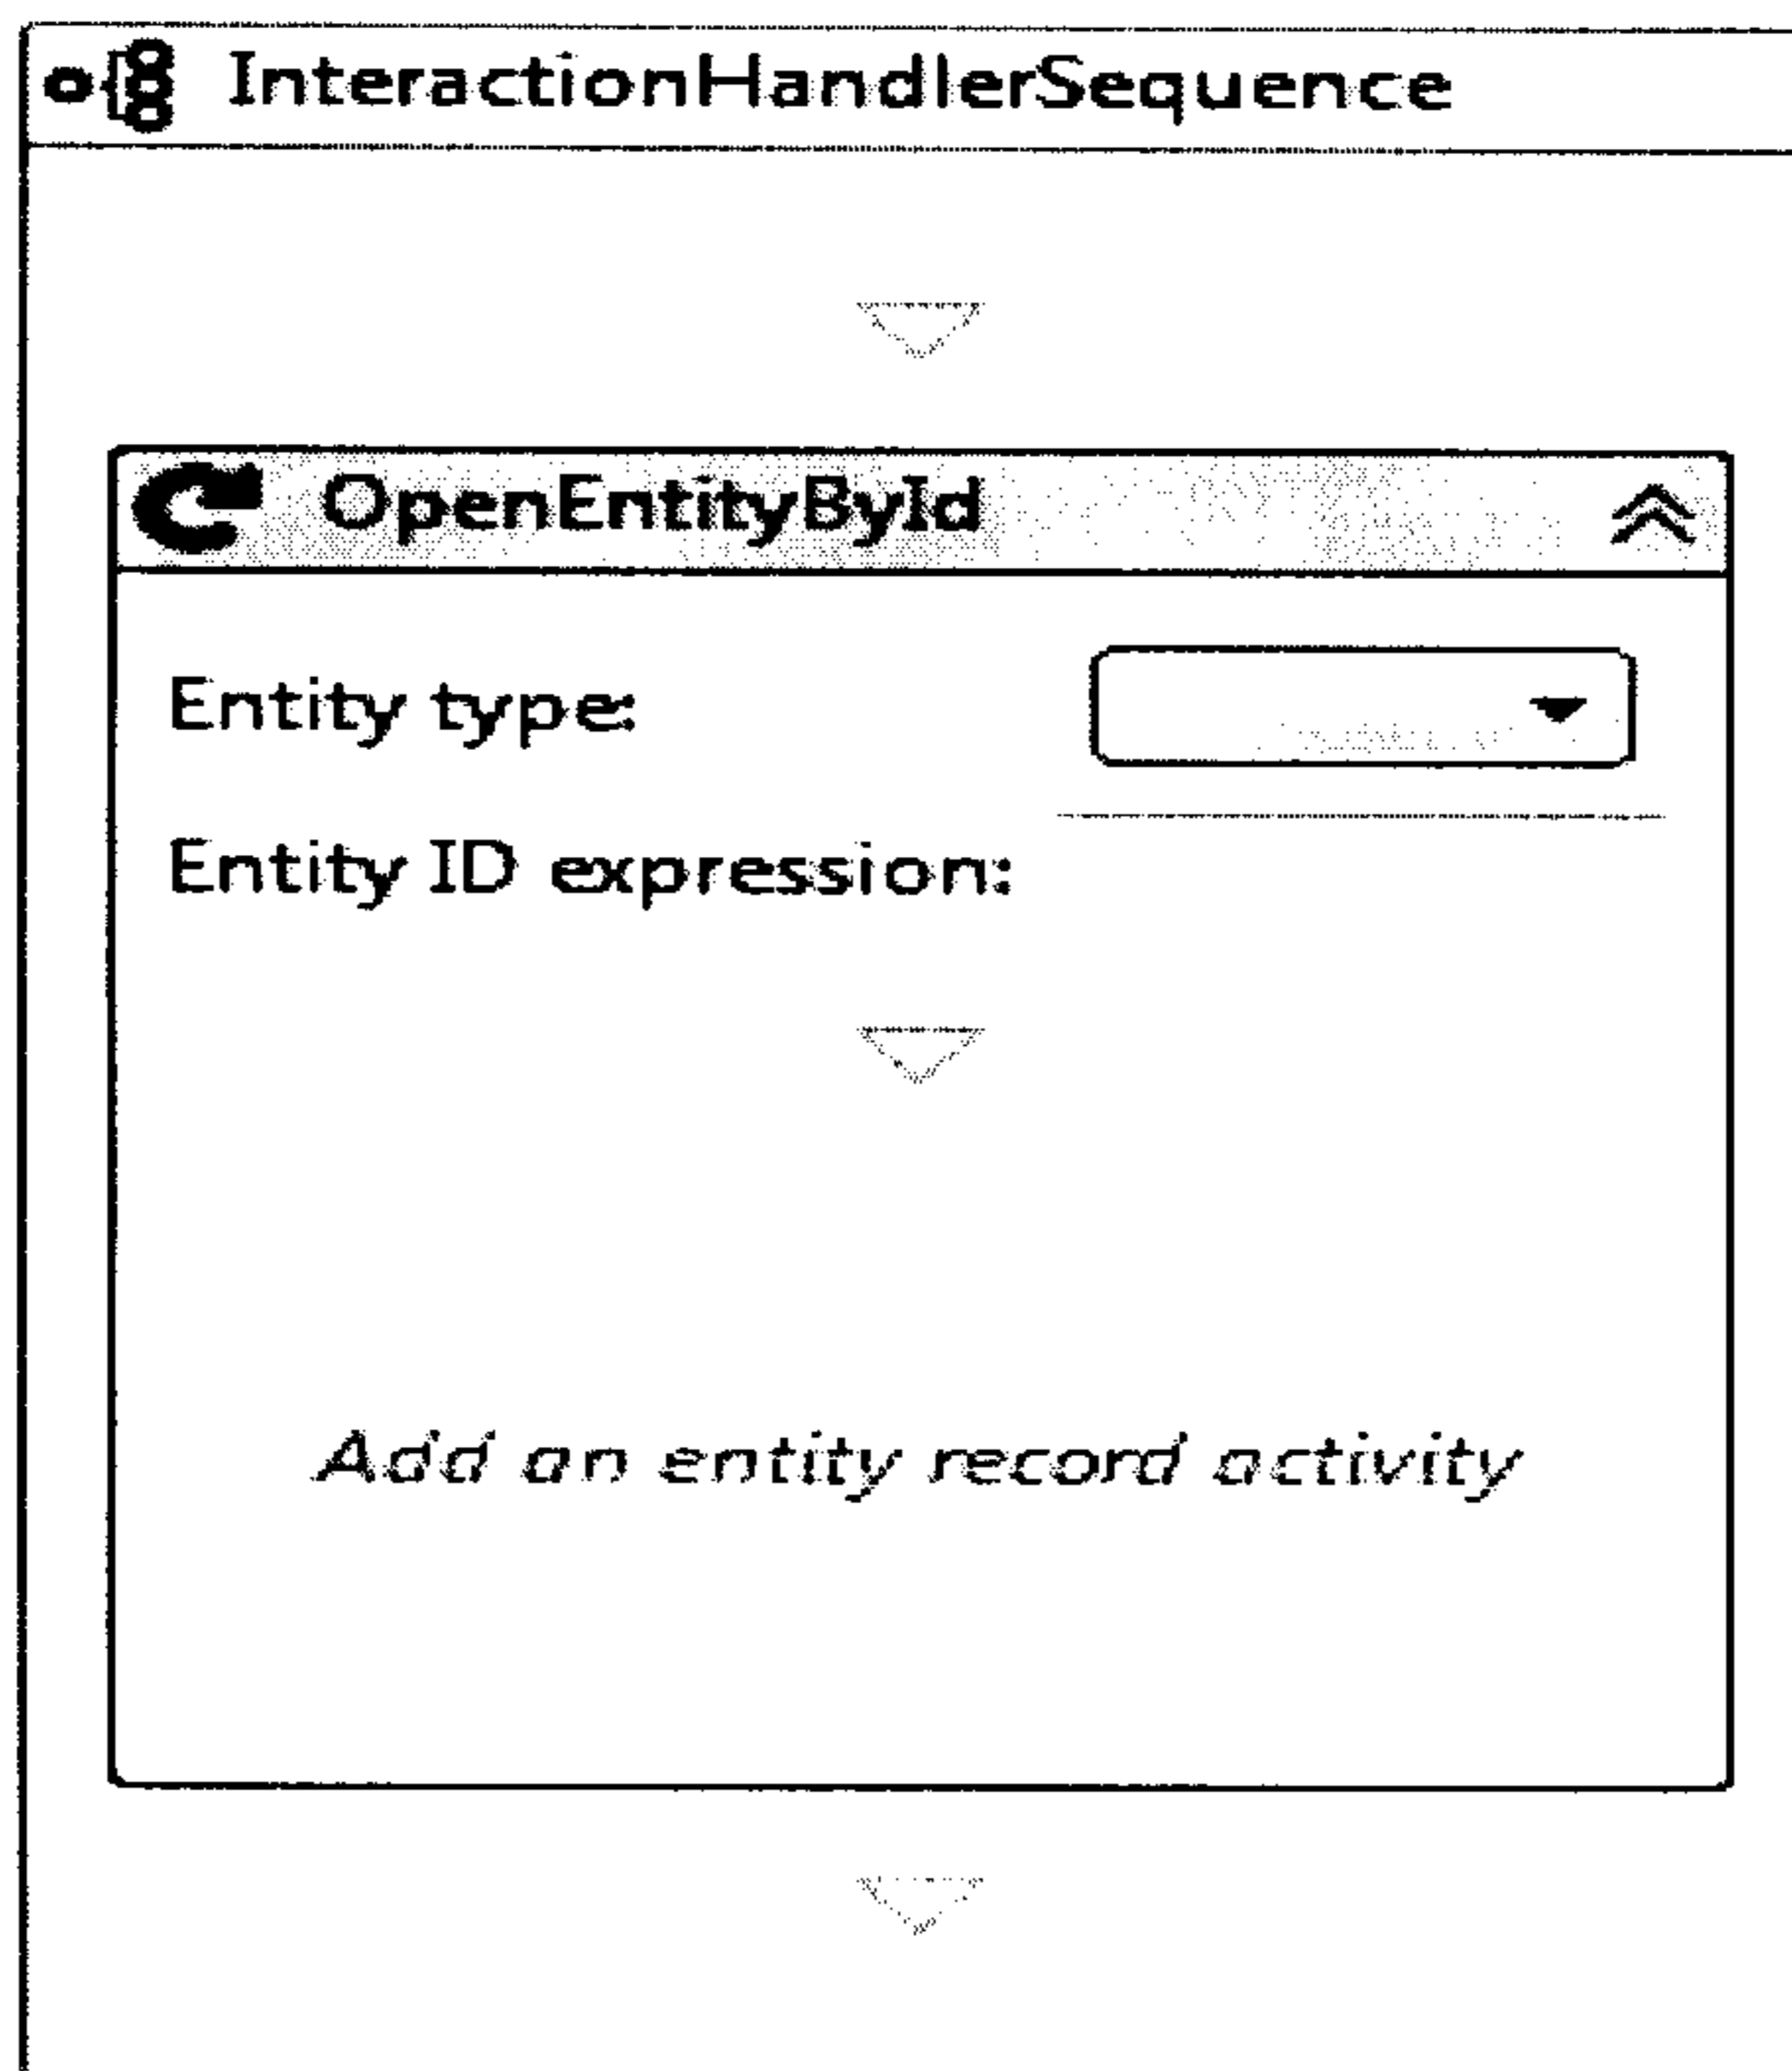 InteractionHandlerSequence
OpenEntityById
Entity type:
Entity ID expression:
Add an entity record activity